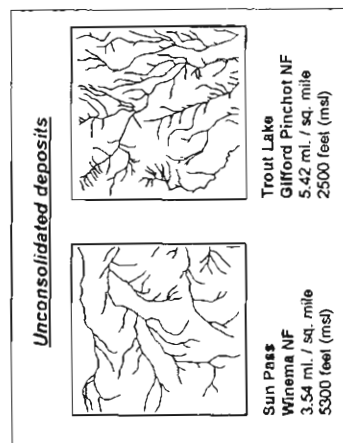 Unconsolidated deposits
Sun Pass
Winema NF
3.54 mi. / sq. mile
5300 feet (msl)
Trout Lake
Gifford Pinchot NF
5.42 mi. / sq. mile
2500 feet (msl)